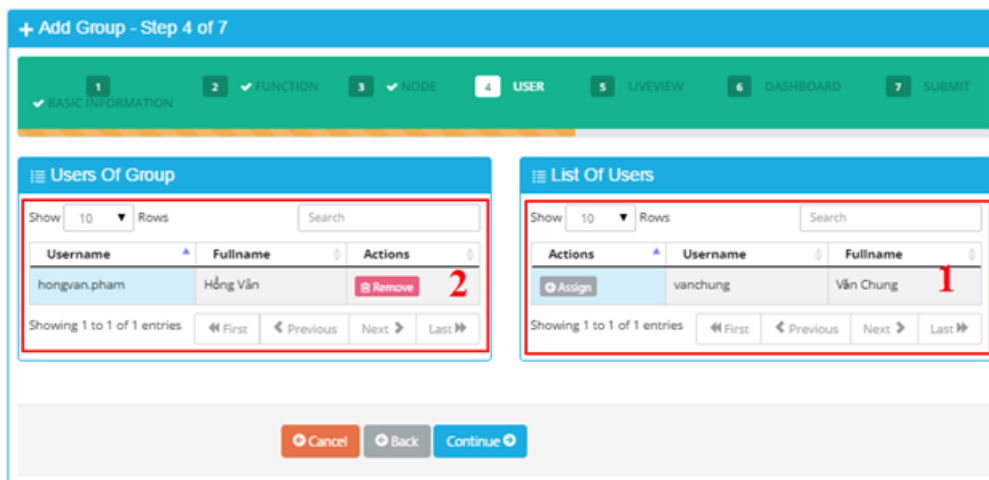 Add Group - Step 4 of 7
1
BASIC INFORMATION
2 FUNCTION
3 NODE
4 USER
5 LIVEVIEW
6 DASHBOARD
7 SUBMIT
Users Of Group
Show 10 Rows Search
Username Fullname Actions
hongvan.pham Hồng Vân Remove 2
Showing 1 to 1 of 1 entries First Previous Next Last
List Of Users
Show 10 Rows Search
Actions Username Fullname
Assign vanchung Văn Chung 1
Showing 1 to 1 of 1 entries First Previous Next Last
Cancel Back Continue